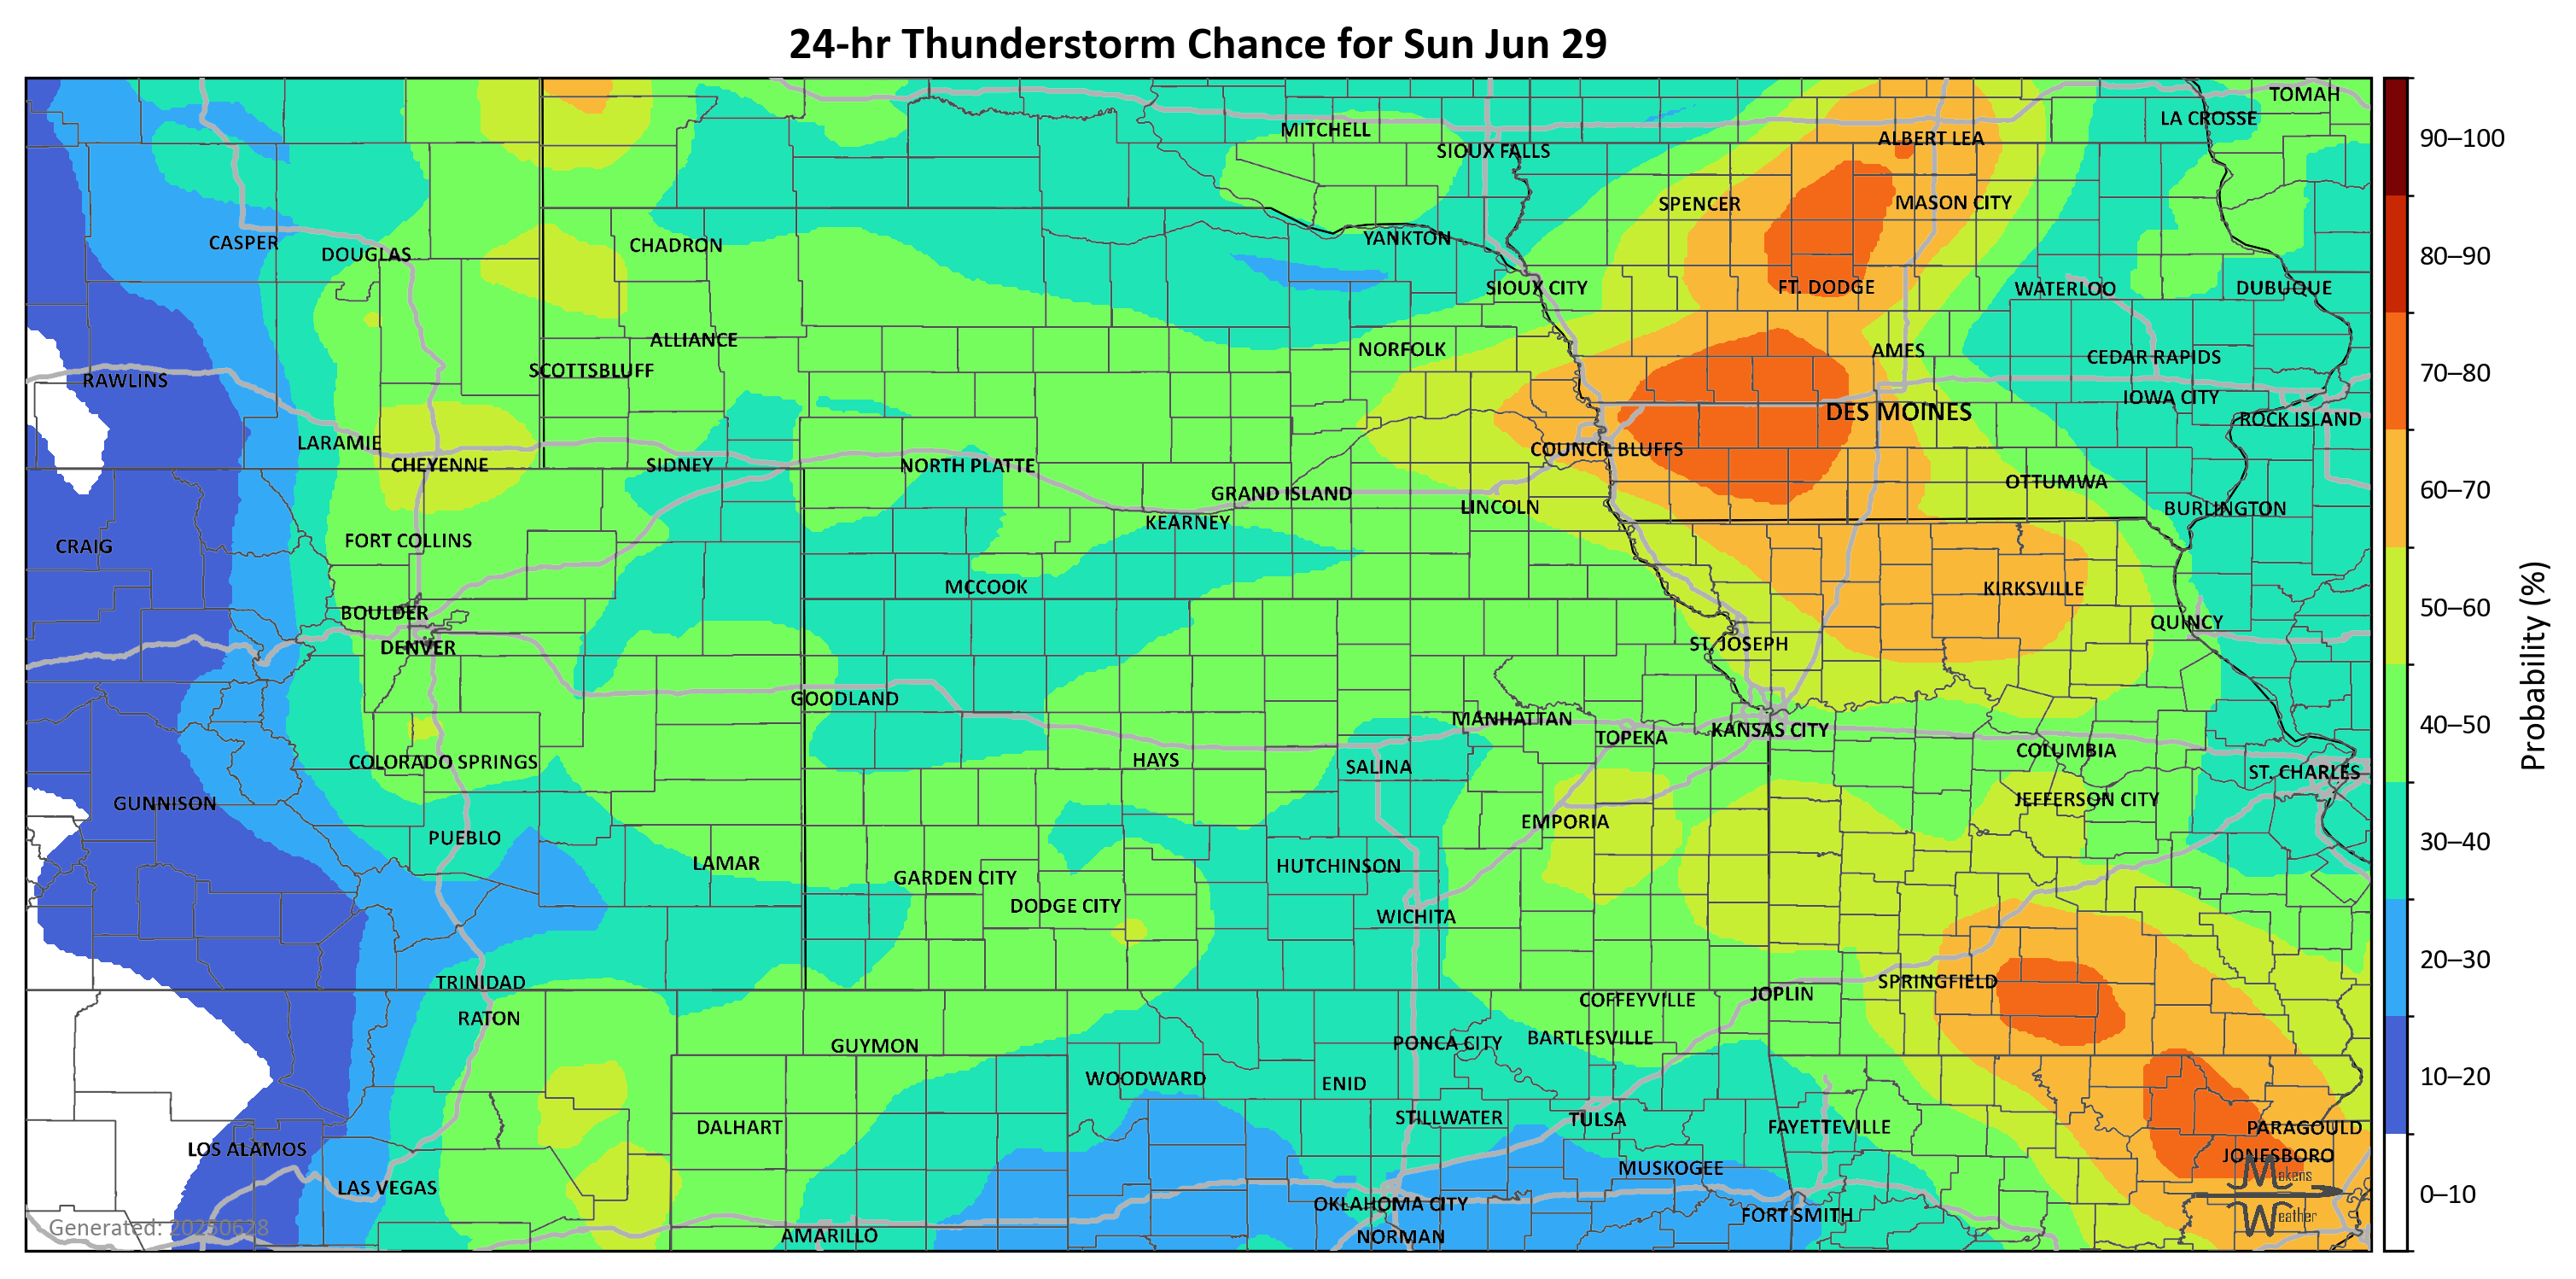 24-hr Thunderstorm Chance for Sun Jun 29
TOMAH
LA CROSSE
MITCHELL
ALBERT LEA
SIOUX FALLS
SPENCER
MASON CITY
CASPER
DOUGLAS
CHADRON
YANKTON
SIOUX CITY
FT. DODGE
WATERLOO
DUBUQUE
ALLIANCE
NORFOLK
AMES
CEDAR RAPIDS
SCOTTSBLUFF
RAWLINS
IOWA CITY
DES MOINES
ROCK ISLAND
LARAMIE
COUNCIL BLUFFS
CHEYENNE
SIDNEY
NORTH PLATTE
OTTUMWA
GRAND ISLAND
LINCOLN
BURLINGTON
KEARNEY
CRAIG
FORT COLLINS
MCCOOK
KIRKSVILLE
BOULDER
QUINCY
DENVER
ST. JOSEPH
GOODLAND
MANHATTAN
KANSAS CITY
TOPEKA
COLUMBIA
COLORADO SPRINGS
HAYS
SALINA
ST. CHARLES
GUNNISON
JEFFERSON CITY
EMPORIA
PUEBLO
LAMAR
HUTCHINSON
GARDEN CITY
DODGE CITY
WICHITA
TRINIDAD
SPRINGFIELD
JOPLIN
COFFEYVILLE
RATON
BARTLESVILLE
GUYMON
PONCA CITY
WOODWARD
ENID
STILLWATER
TULSA
DALHART
FAYETTEVILLE
PARAGOULD
LOS ALAMOS
JONESBORO
MUSKOGEE
LAS VEGAS
OKLAHOMA CITY
FORT SMITH
AMARILLO
NORMAN
Generated: 20250628
Makens
Weather
90–100
80–90
70–80
60–70
50–60
40–50
30–40
20–30
10–20
0–10
Probability (%)